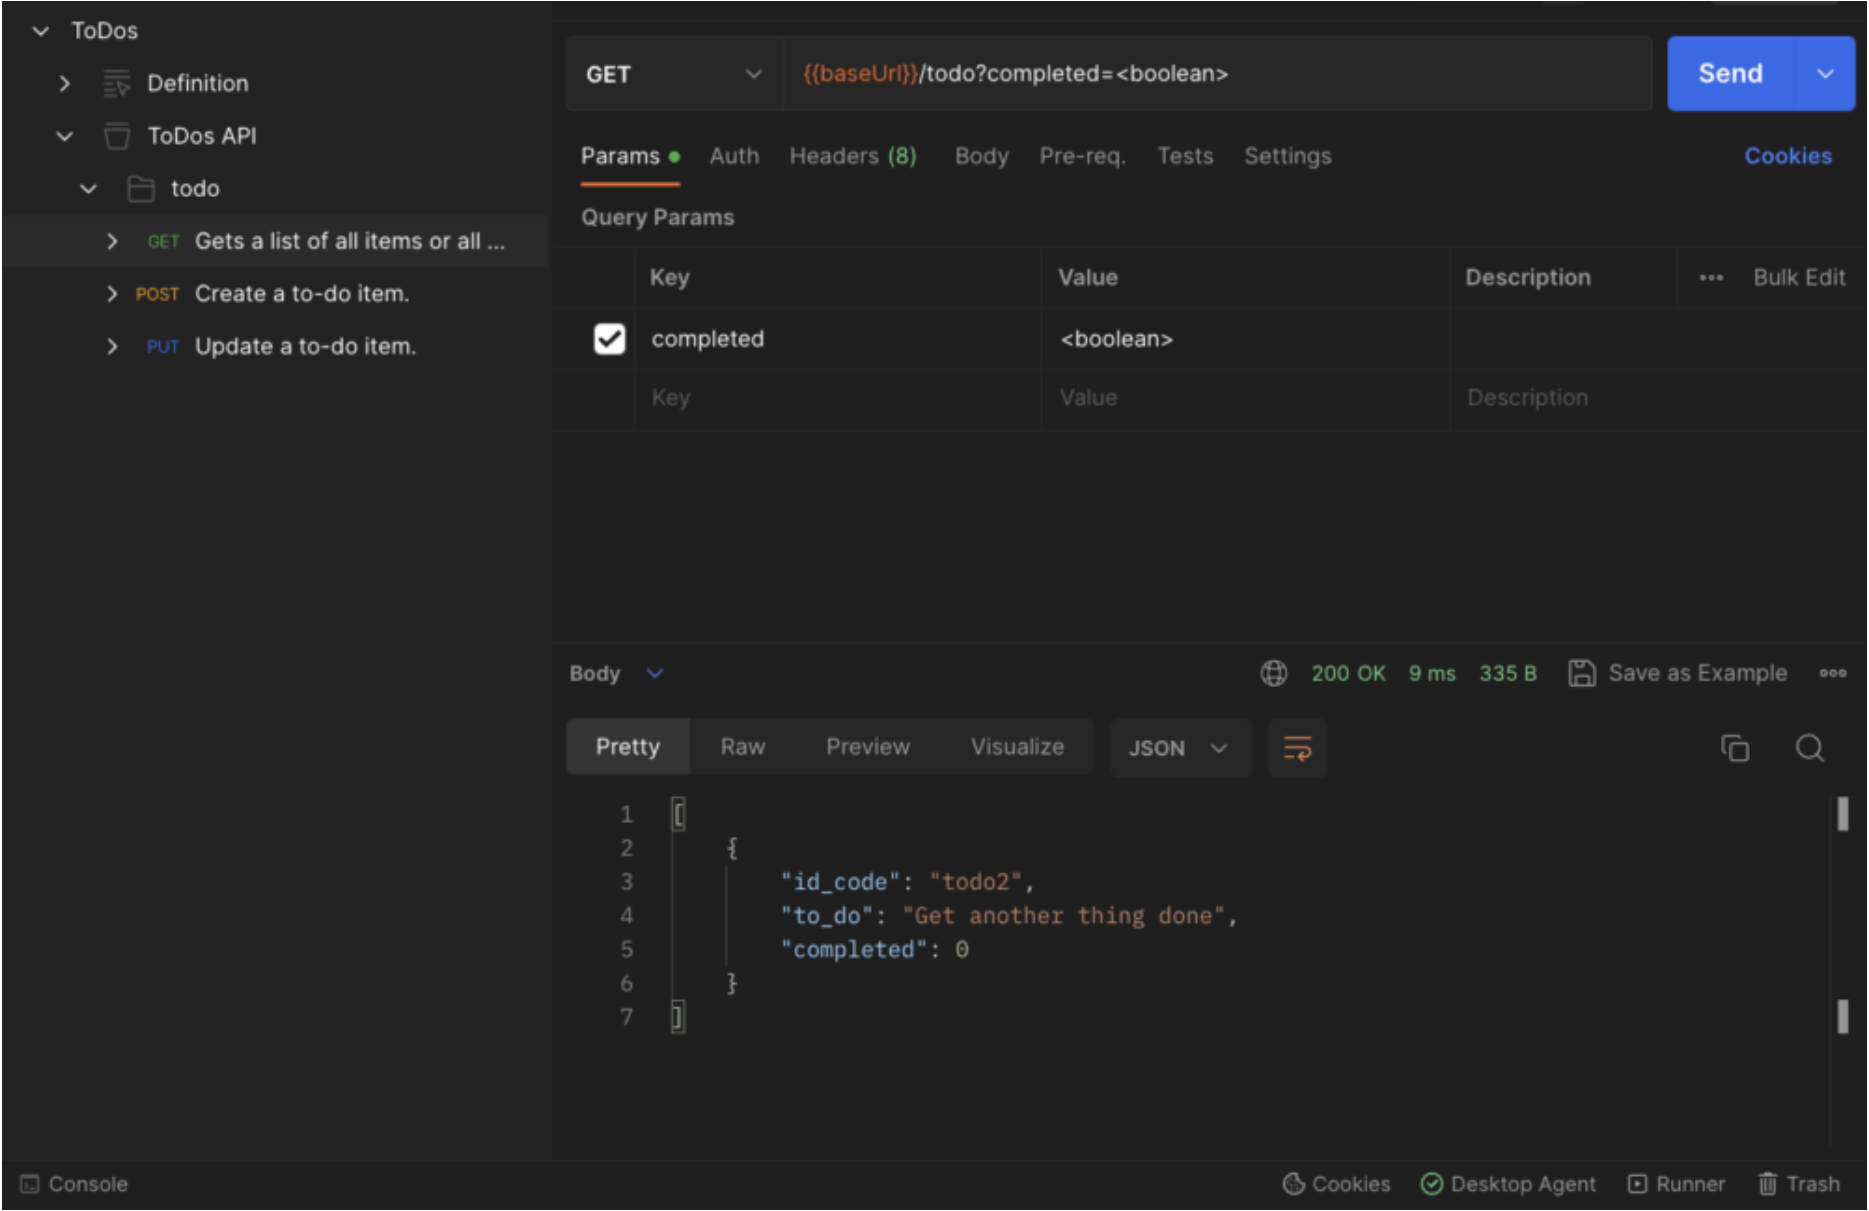 ToDos
Definition
ToDos API
todo
GET Gets a list of all items or all ...
POST Create a to-do item.
PUT Update a to-do item.
GET {{baseUrl}}/todo?completed=<boolean> Send
Params Auth Headers (8) Body Pre-req. Tests Settings Cookies
Query Params
Key Value Description ••• Bulk Edit
completed <boolean>
Key Value Description
Body 200 OK 9 ms 335 B Save as Example
Pretty Raw Preview Visualize JSON
1 [
2 {
3 "id_code": "todo2",
4 "to_do": "Get another thing done",
5 "completed": 0
6 }
7 ]
Console Cookies Desktop Agent Runner Trash